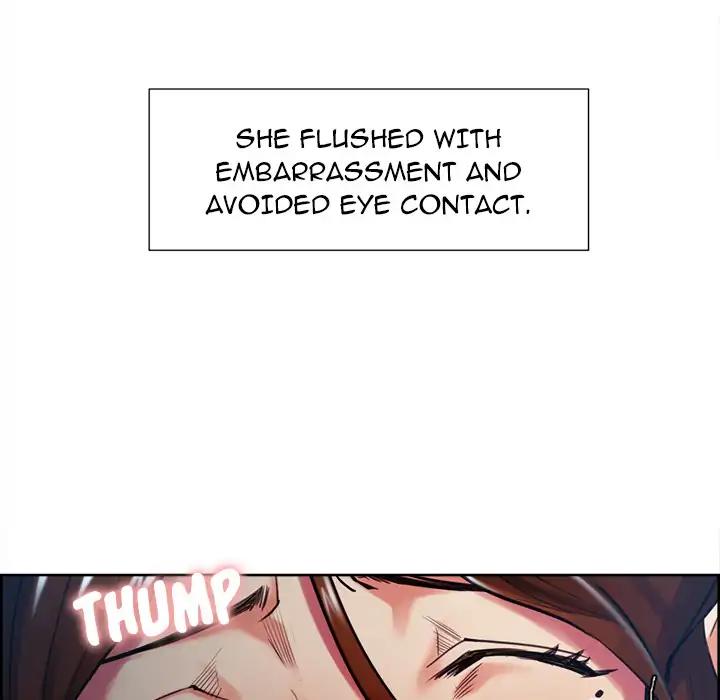 SHE FLUSHED WITH
EMBARRASSMENT AND
AVOIDED EYE CONTACT.
THUMP